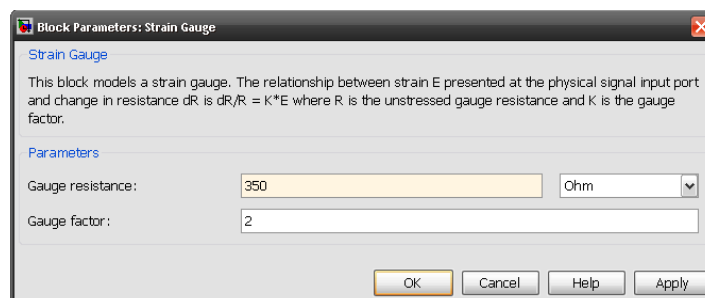 Block Parameters: Strain Gauge
Strain Gauge
This block models a strain gauge. The relationship between strain E presented at the physical signal input port
and change in resistance dR is dR/R = K*E where R is the unstressed gauge resistance and K is the gauge
factor.
Parameters
Gauge resistance: 350 Ohm
Gauge factor: 2
OK Cancel Help Apply